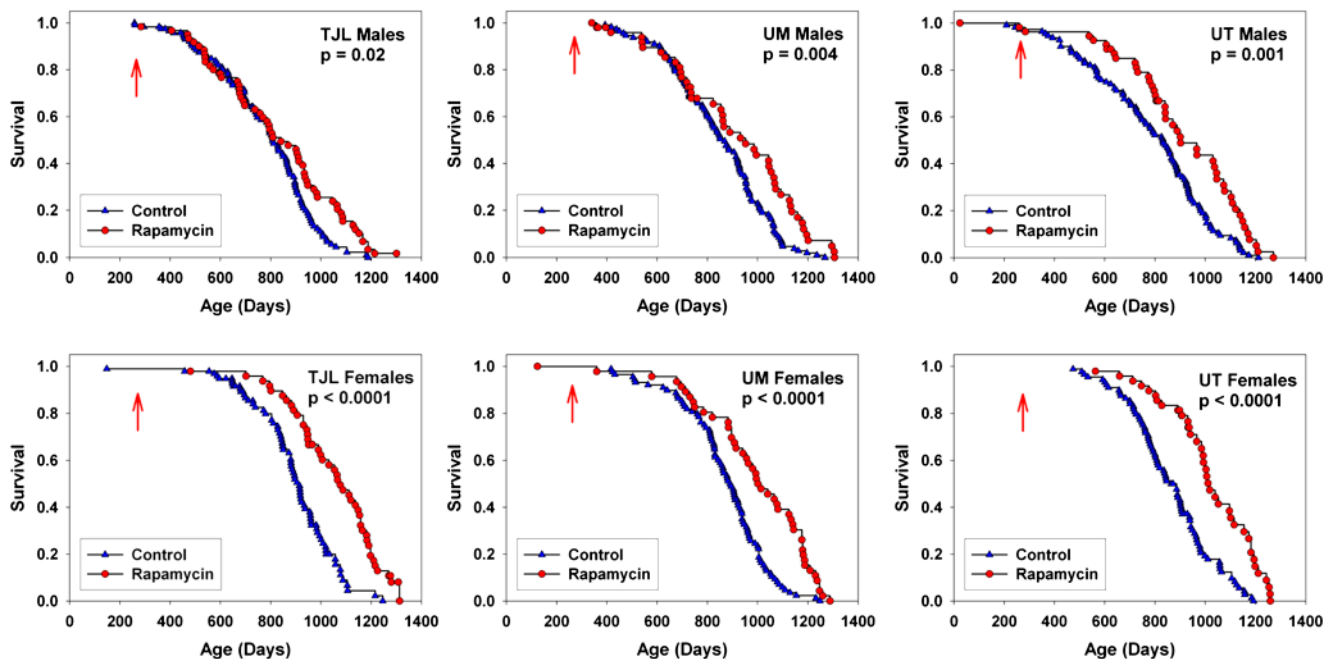 TJL Males
p = 0.02
Survival
1.0
0.8
0.6
0.4
0.2
0.0
Control
Rapamycin
0 200 400 600 800 1000 1200 1400
Age (Days)
UM Males
p = 0.004
Survival
1.0
0.8
0.6
0.4
0.2
0.0
Control
Rapamycin
0 200 400 600 800 1000 1200 1400
Age (Days)
UT Males
p = 0.001
Survival
1.0
0.8
0.6
0.4
0.2
0.0
Control
Rapamycin
0 200 400 600 800 1000 1200 1400
Age (Days)
TJL Females
p < 0.0001
Survival
1.0
0.8
0.6
0.4
0.2
0.0
Control
Rapamycin
0 200 400 600 800 1000 1200 1400
Age (Days)
UM Females
p < 0.0001
Survival
1.0
0.8
0.6
0.4
0.2
0.0
Control
Rapamycin
0 200 400 600 800 1000 1200 1400
Age (Days)
UT Females
p < 0.0001
Survival
1.0
0.8
0.6
0.4
0.2
0.0
Control
Rapamycin
0 200 400 600 800 1000 1200 1400
Age (Days)